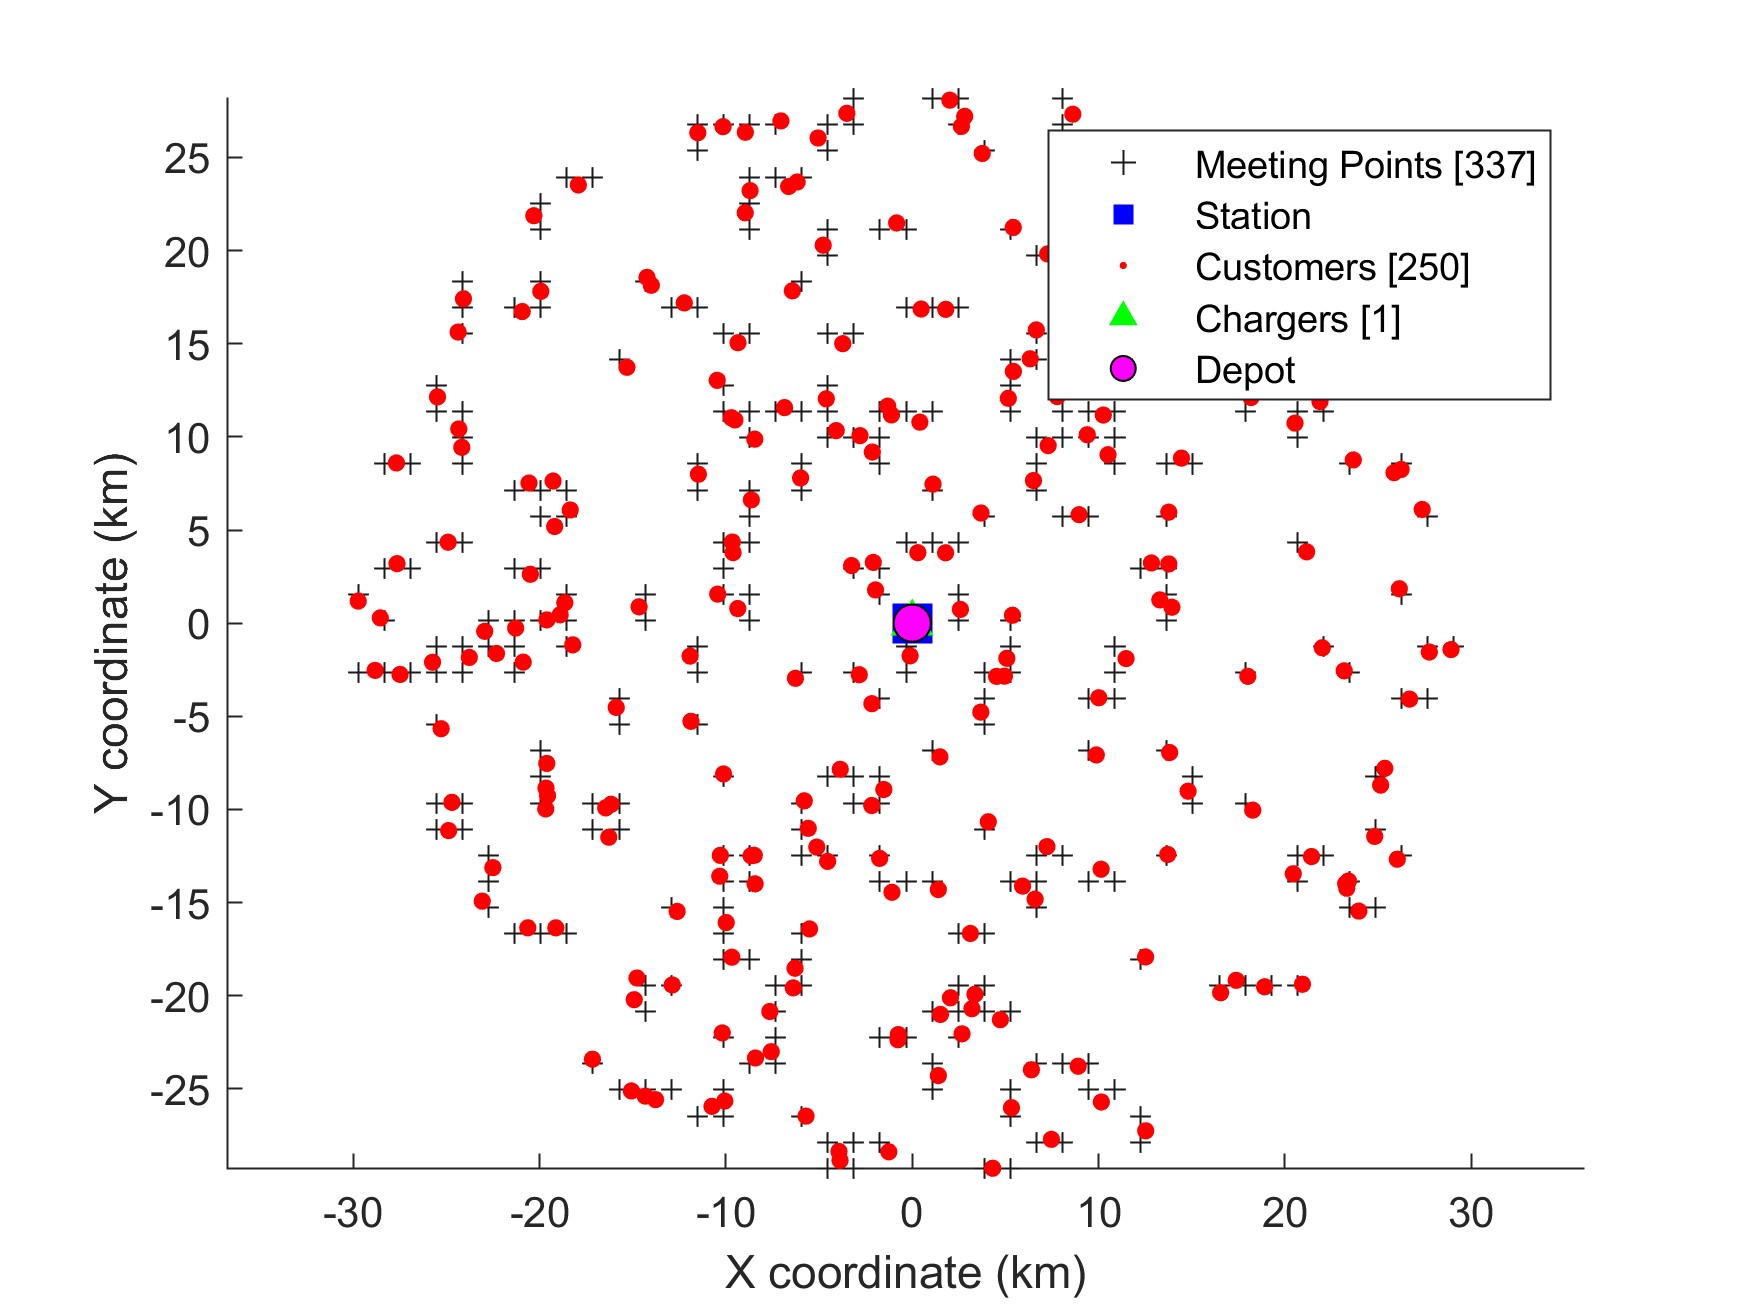 25
20
15
10
5
0
-5
-10
-15
-20
-25
Y coordinate (km)
Meeting Points [337]
Station
Customers [250]
Chargers [1]
Depot
-30 -20 -10 0 10 20 30
X coordinate (km)